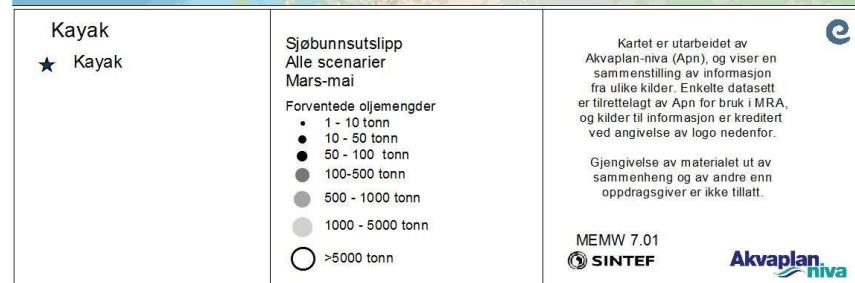 Kayak
Kayak
Sjøbunnsutslipp
Alle scenarier
Mars-mai
Forventede oljemengder
1 - 10 tonn
10 - 50 tonn
50 - 100 tonn
100-500 tonn
500 - 1000 tonn
1000 - 5000 tonn
>5000 tonn
Kartet er utarbeidet av
Akvaplan-niva (Apn), og viser en
sammenstilling av informasjon
fra ulike kilder. Enkelte datasett
er tilrettelagt av Apn for bruk i MRA,
og kilder til informasjon er kreditert
ved angivelse av logo nedenfor.
Gjengivelse av materialet ut av
sammenheng og av andre enn
oppdragsgiver er ikke tillatt.
MEMW 7.01
SINTEF
Akvaplan
niva